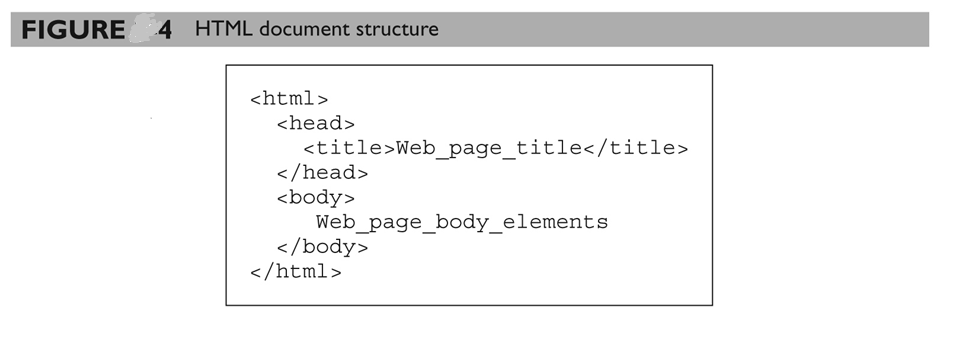 FIGURE 4 HTML document structure
<html>
<head>
<title>Web_page_title</title>
</head>
<body>
Web_page_body_elements
</body>
</html>